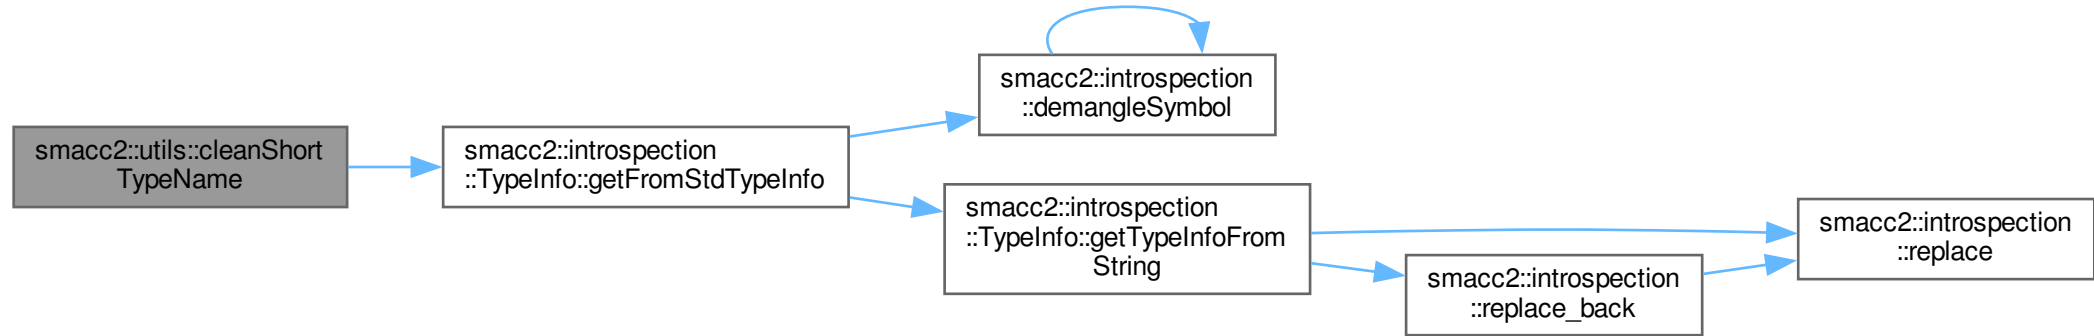 smacc2::utils::cleanShort
TypeName
smacc2::introspection
::TypeInfo::getFromStdTypeInfo
smacc2::introspection
::demangleSymbol
smacc2::introspection
::TypeInfo::getTypeInfoFrom
String
smacc2::introspection
::replace_back
smacc2::introspection
::replace